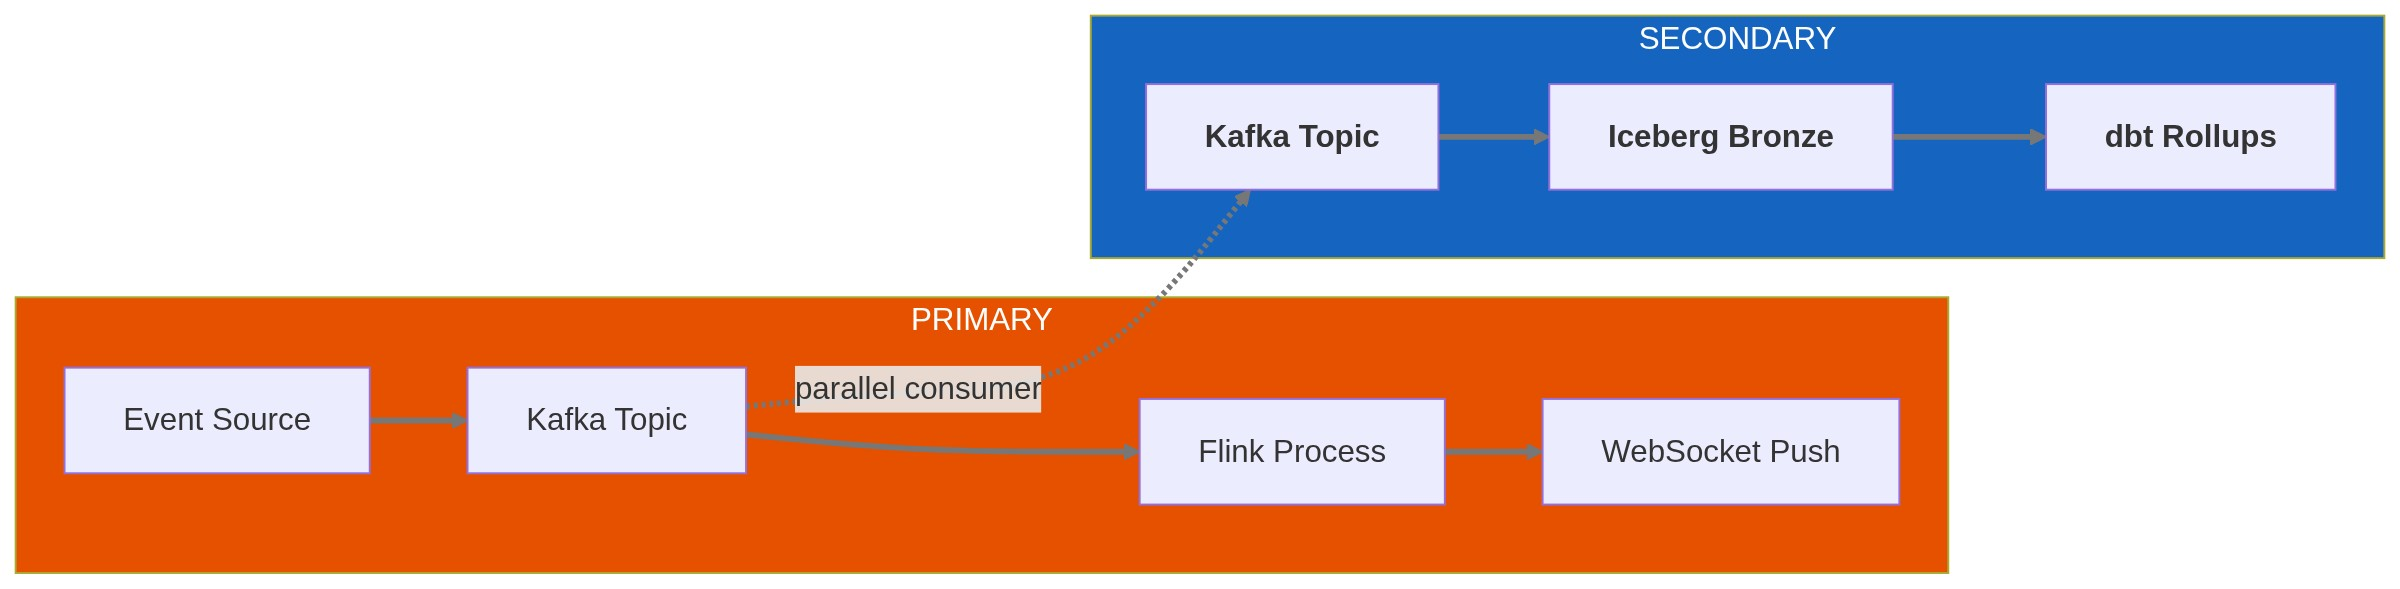 SECONDARY
Kafka Topic
Iceberg Bronze
dbt Rollups
PRIMARY
Event Source
Kafka Topic
parallel consumer
Flink Process
WebSocket Push